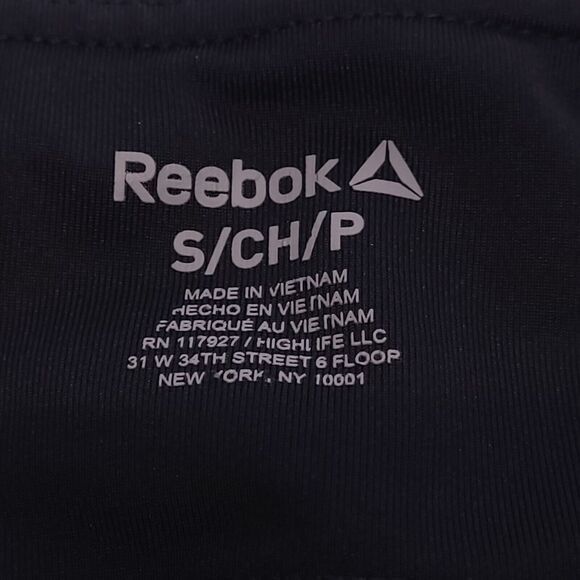 Reebok
S/CH/P
MADE IN VIETNAM
HECHO EN VIETNAM
FABRIQUÉ AU VIETNAM
RN 117927 / HIGHLIFE LLC
31 W 34TH STREET 6 FLOOR
NEW YORK, NY 10001